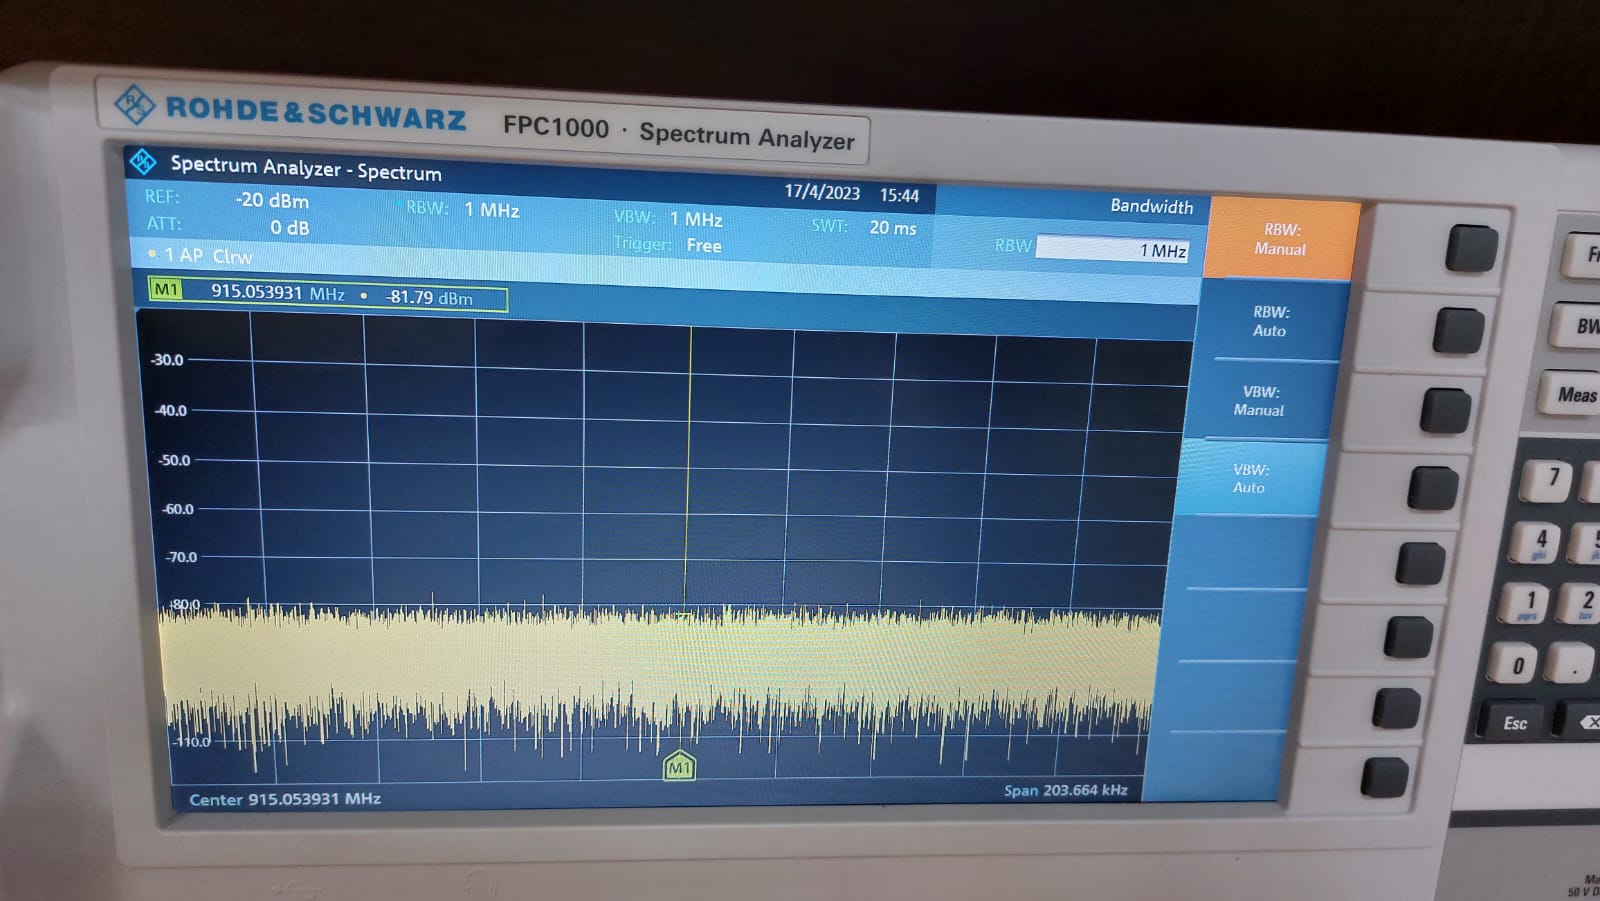 ROHDE & SCHWARZ FPC1000 · Spectrum Analyzer
Spectrum Analyzer - Spectrum
17/4/2023 15:44
Bandwidth
REF: -20 dBm RBW: 1 MHz VBW: 1 MHz SWT: 20 ms
ATT: 0 dB Trigger: Free
RBW 1 MHz
1 AP Clrw
M1 915.053931 MHz • -81.79 dBm
-30.0
-40.0
-50.0
-60.0
-70.0
-80.0
-110.0
M1
Center 915.053931 MHz Span 203.664 kHz
RBW:
Manual
RBW:
Auto
VBW:
Manual
VBW:
Auto
BW
Meas
7
4
ghi
1
pqrs
2
tuv
0
.
Esc
50 V D